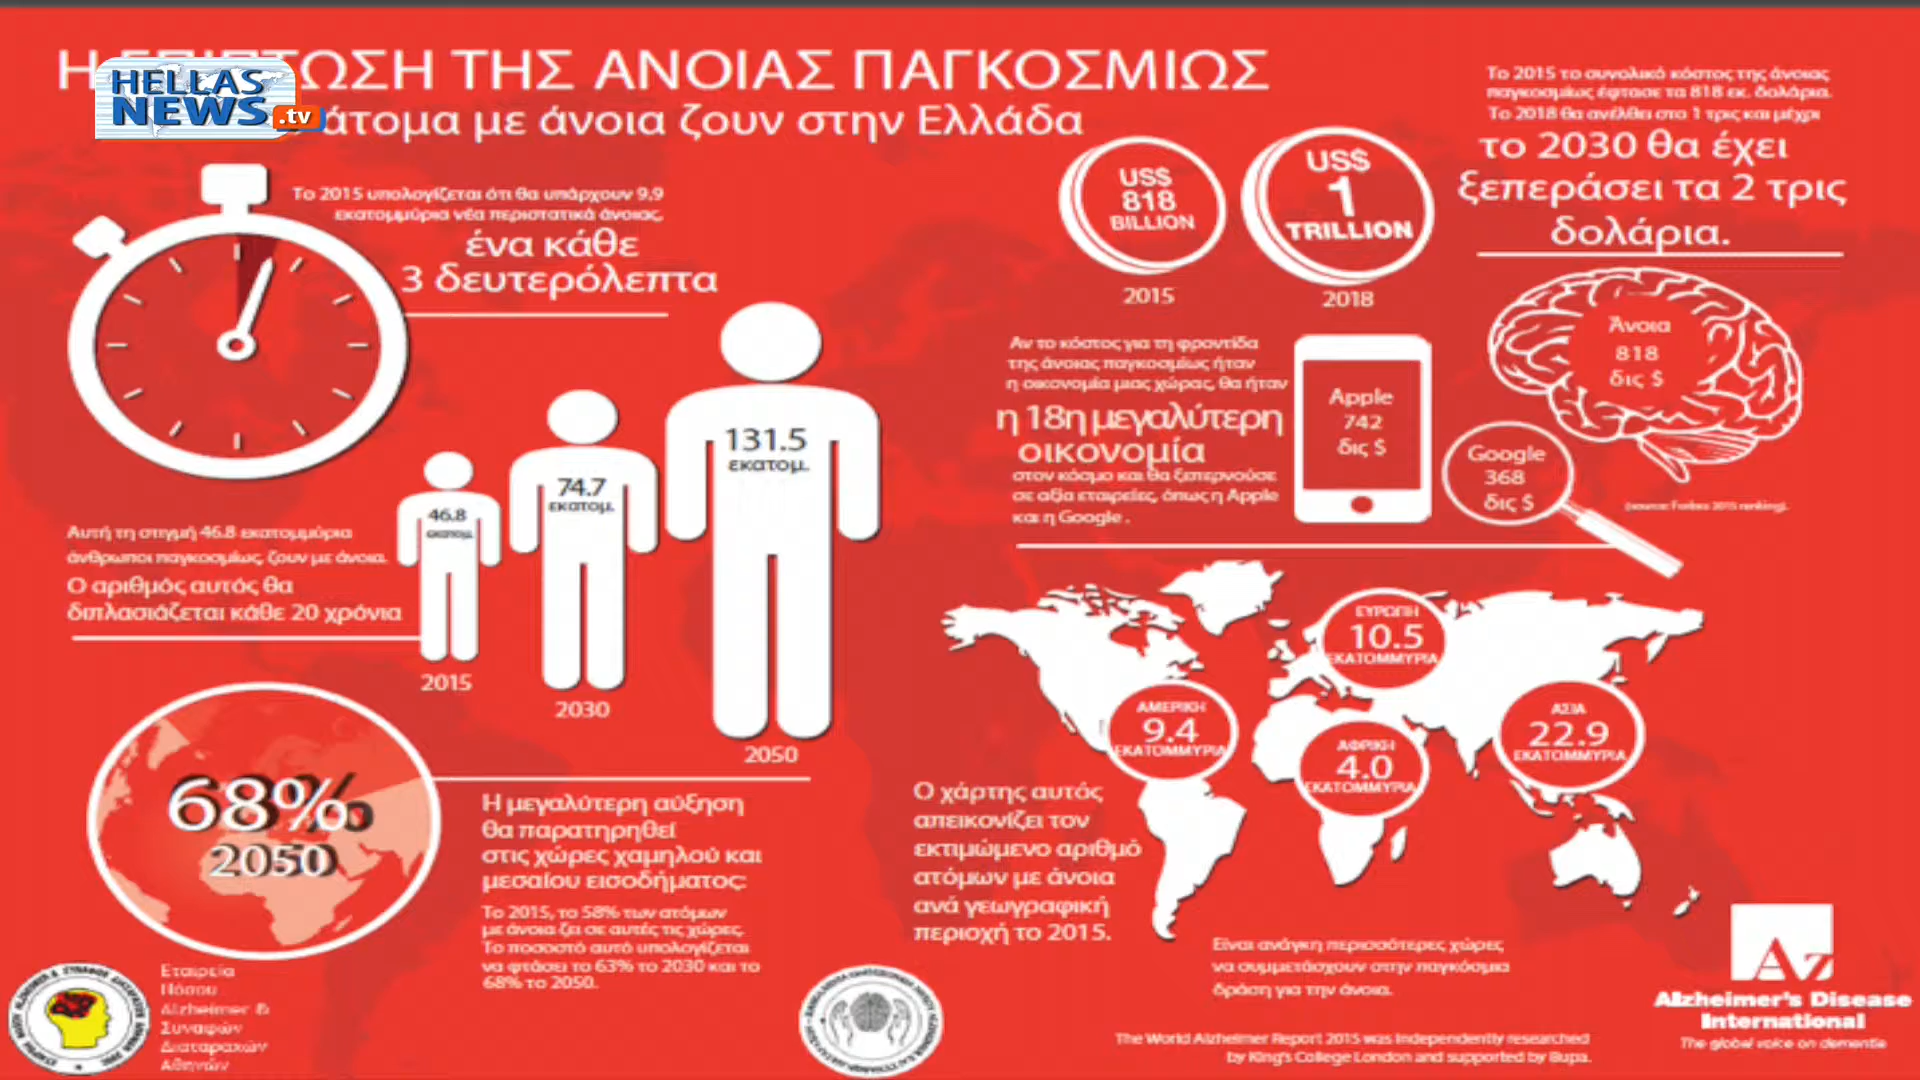 ΤΗΣ ΑΝΟΙΑΣ ΠΑΓΚΟΣΜΙΩΣ
άτομα με άνοια ζουν στην Ελλάδα
HELLAS
NEWS
.tv
Το 2015 υπολογίζεται ότι θα υπάρχουν 9.9
εκατομμύρια νέα περιστατικά άνοιας,
ένα κάθε
3 δευτερόλεπτα
Αυτή τη στιγμή 46.8 εκατομμύρια
άνθρωποι παγκοσμίως, ζουν με άνοια.
Ο αριθμός αυτός θα
διπλασιάζεται κάθε 20 χρόνια
46.8
εκατομ.
2015
74.7
εκατομ.
2030
131.5
εκατομ.
2050
68%
2050
Η μεγαλύτερη αύξηση
θα παρατηρηθεί
στις χώρες χαμηλού και
μεσαίου εισοδήματος:
Το 2015, το 58% των ατόμων
με άνοια ζει σε αυτές τις χώρες.
Το ποσοστό αυτό υπολογίζεται
να φτάσει το 63% το 2030 και το
68% το 2050.
Εταιρεία
Νόσου
Alzheimer &
Συναφών
Διαταραχών
Αθηνών
US$
818
BILLION
2015
US$
1
TRILLION
2018
Το 2015 το συνολικό κόστος της άνοιας
παγκοσμίως έφτασε τα 818 εκ. δολάρια.
Το 2018 θα ανέλθει στο 1 τρις και μέχρι
το 2030 θα έχει
ξεπεράσει τα 2 τρις
δολάρια.
Αν το κόστος για τη φροντίδα
της άνοιας παγκοσμίως ήταν
η οικονομία μιας χώρας, θα ήταν
η 18η μεγαλύτερη
οικονομία
στον κόσμο και θα ξεπερνούσε
σε αξία εταιρείες, όπως η Apple
και η Google .
Apple
742
δις $
Άνοια
818
δις $
Google
368
δις $
(source: Forbes 2015 ranking).
ΕΥΡΩΠΗ
10.5
ΕΚΑΤΟΜΜΥΡΙΑ
ΑΜΕΡΙΚΗ
9.4
ΕΚΑΤΟΜΜΥΡΙΑ
ΑΦΡΙΚΗ
4.0
ΕΚΑΤΟΜΜΥΡΙΑ
ΑΣΙΑ
22.9
ΕΚΑΤΟΜΜΥΡΙΑ
Ο χάρτης αυτός
απεικονίζει τον
εκτιμώμενο αριθμό
ατόμων με άνοια
ανά γεωγραφική
περιοχή το 2015.
Είναι ανάγκη περισσότερες χώρες
να συμμετάσχουν στην παγκόσμια
δράση για την άνοια.
The World Alzheimer Report 2015 was independently researched
by King's College London and supported by Bupa.
Az
Alzheimer's Disease
International
The global voice on dementia